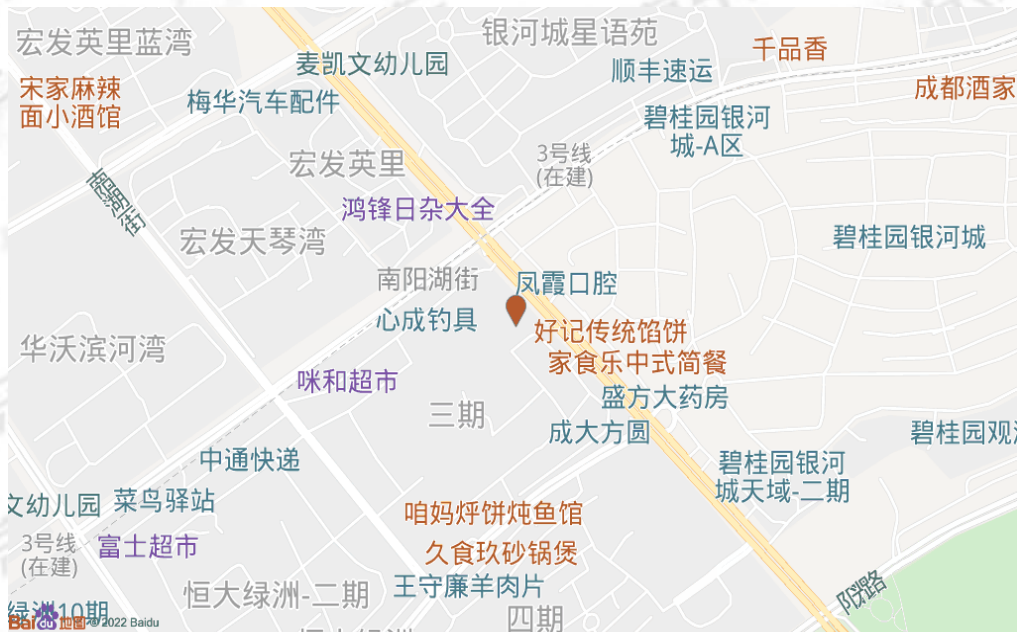 银河城星语苑
宏发英里蓝湾
千品香
麦凯文幼儿园
顺丰速运
宋家麻辣
面小酒馆
成都酒家
梅华汽车配件
碧桂园银河
城-A区
3号线
(在建)
宏发英里
南阳湖街
鸿锋日杂大全
宏发天琴湾
碧桂园银河城
南阳湖街
凤霞口腔
心成钓具
好记传统馅饼
华沃滨河湾
家食乐中式简餐
咪和超市
盛方大药房
三期
成大方圆
碧桂园观
中通快递
碧桂园银河
城天域-二期
文幼儿园
菜鸟驿站
咱妈烀饼炖鱼馆
3号线
(在建)
富士超市
久食玖砂锅煲
王守廉羊肉片
恒大绿洲-二期
绿洲10期
四期
Baidu地图 © 2022 Baidu